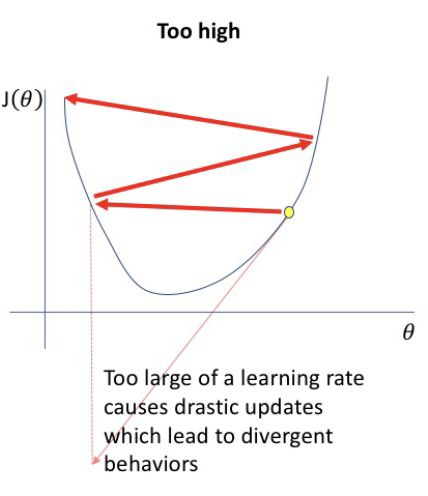 Too high
J(θ)
θ
Too large of a learning rate
causes drastic updates
which lead to divergent
behaviors